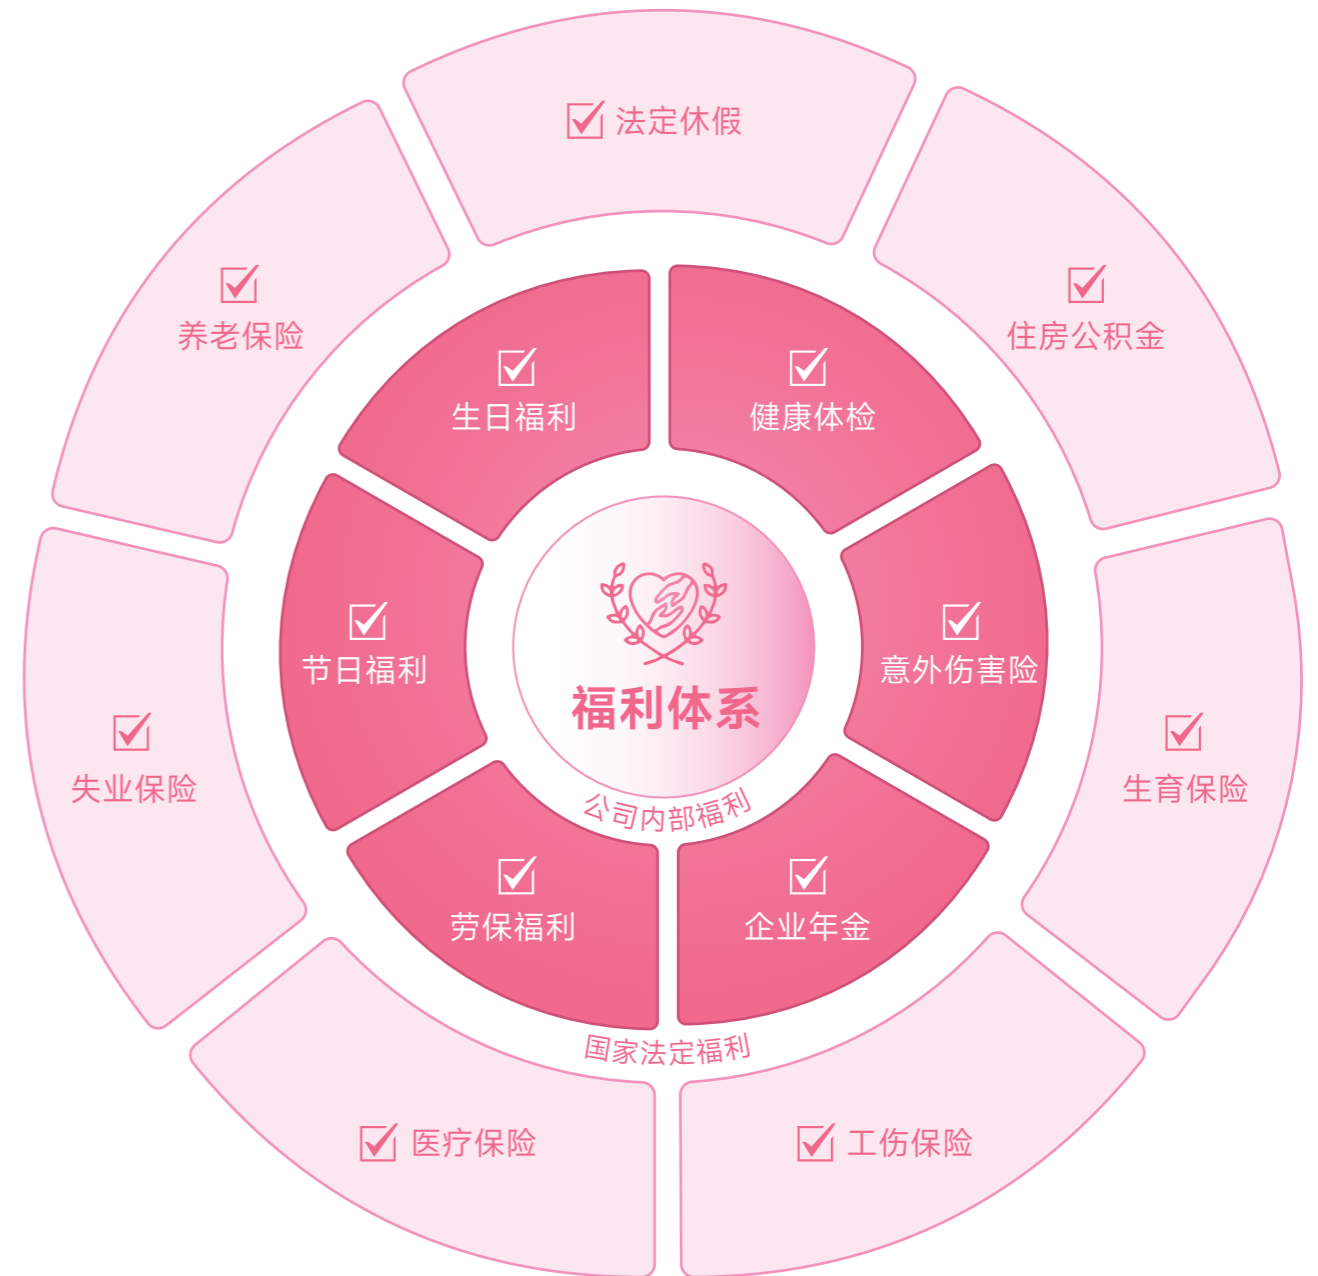 法定休假
养老保险
住房公积金
生日福利
健康体检
节日福利
意外伤害险
福利体系
失业保险
生育保险
公司内部福利
劳保福利
企业年金
国家法定福利
医疗保险
工伤保险